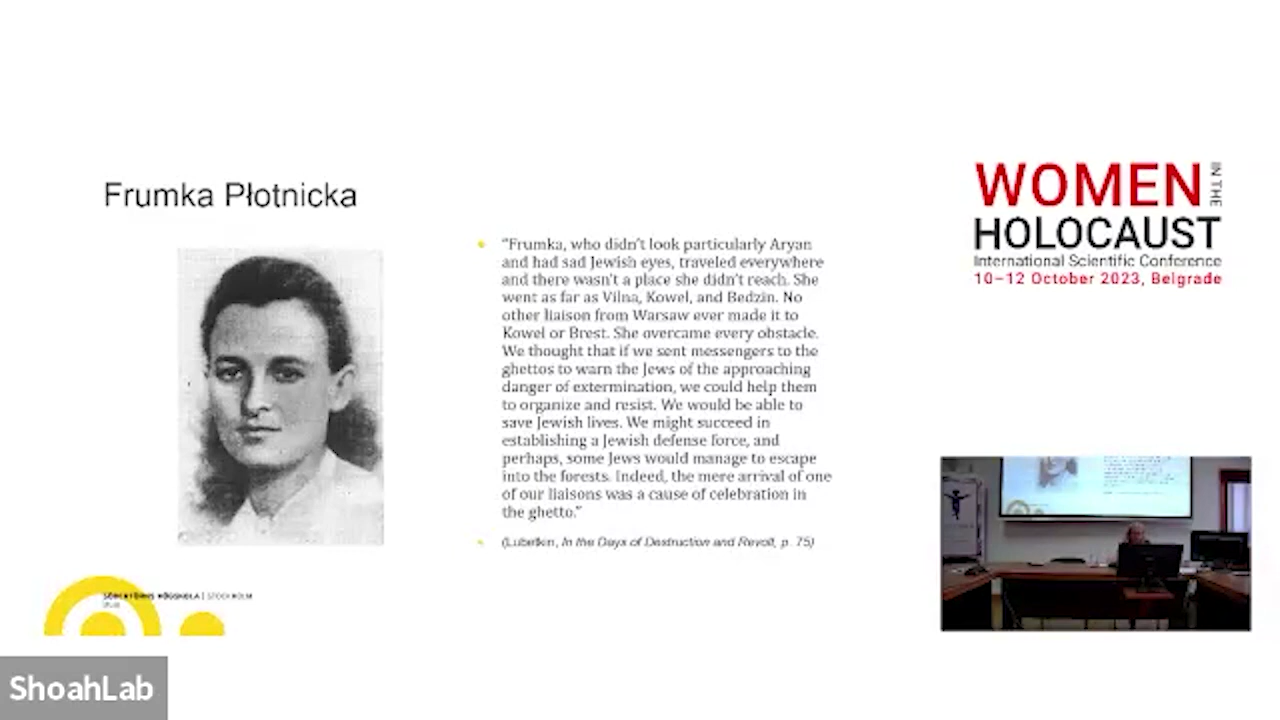 Frumka Płotnicka
“Frumka, who didn’t look particularly Aryan
and had sad Jewish eyes, traveled everywhere
and there wasn’t a place she didn’t reach. She
went as far as Vilna, Kowel, and Bedzin. No
other liaison from Warsaw ever made it to
Kowel or Brest. She overcame every obstacle.
We thought that if we sent messengers to the
ghettos to warn the Jews of the approaching
danger of extermination, we could help them
to organize and resist. We would be able to
save Jewish lives. We might succeed in
establishing a Jewish defense force, and
perhaps, some Jews would manage to escape
into the forests. Indeed, the mere arrival of one
of our liaisons was a cause of celebration in
the ghetto.”
(Lubetkin, In the Days of Destruction and Revolt, p. 75)
WOMEN
IN THE
HOLOCAUST
International Scientific Conference
10–12 October 2023, Belgrade
SÖDERTÖRNS HÖGSKOLA | STOCKHOLM
ShoahLab